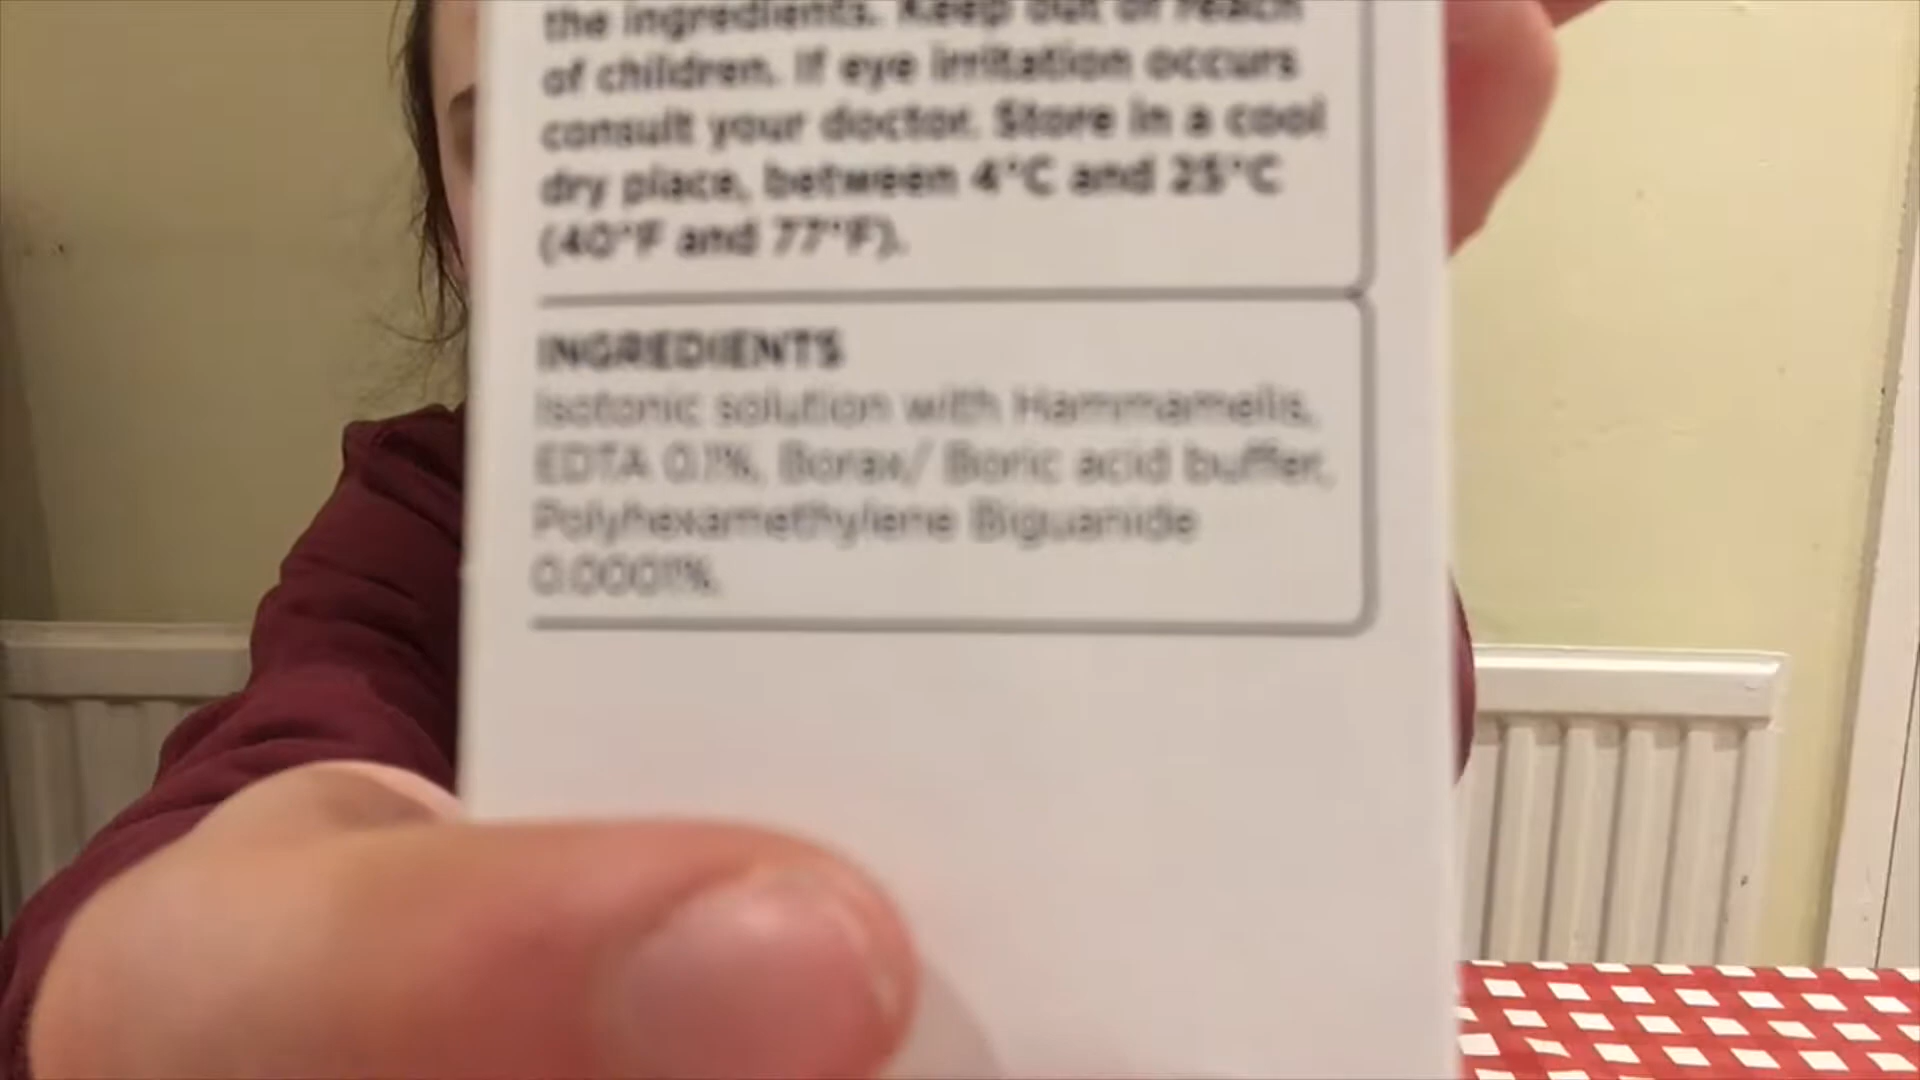 the ingredients. Keep out of reach
of children. If eye irritation occurs
consult your doctor. Store in a cool
dry place, between 4°C and 25°C
(40°F and 77°F).
INGREDIENTS
Isotonic solution with Hammamelis,
EDTA 0.1%, Borax/ Boric acid buffer,
Polyhexamethylene Biguanide
0.0001%.